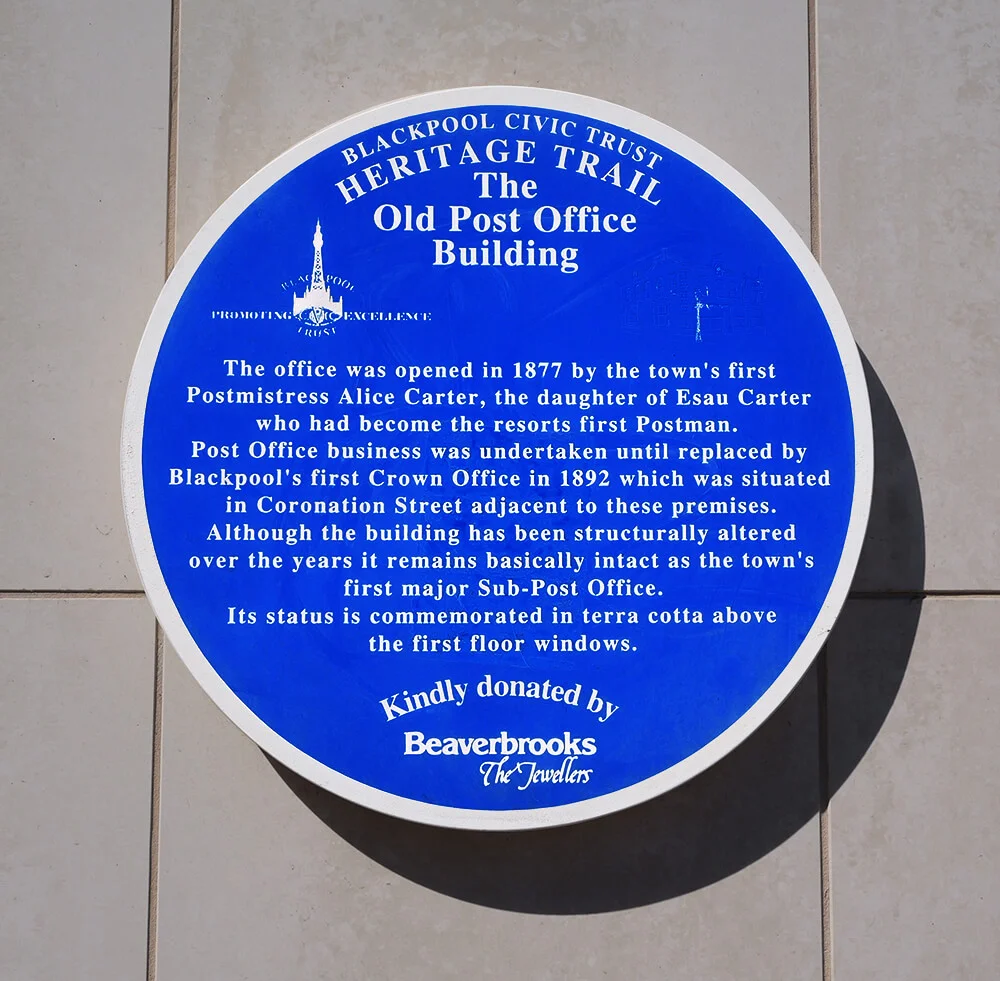 BLACKPOOL CIVIC TRUST
HERITAGE TRAIL
The
Old Post Office
Building
BLACKPOOL
PROMOTING CIVIC EXCELLENCE
TRUST
The office was opened in 1877 by the town's first
Postmistress Alice Carter, the daughter of Esau Carter
who had become the resorts first Postman.
Post Office business was undertaken until replaced by
Blackpool's first Crown Office in 1892 which was situated
in Coronation Street adjacent to these premises.
Although the building has been structurally altered
over the years it remains basically intact as the town's
first major Sub-Post Office.
Its status is commemorated in terra cotta above
the first floor windows.
Kindly donated by
Beaverbrooks
The Jewellers